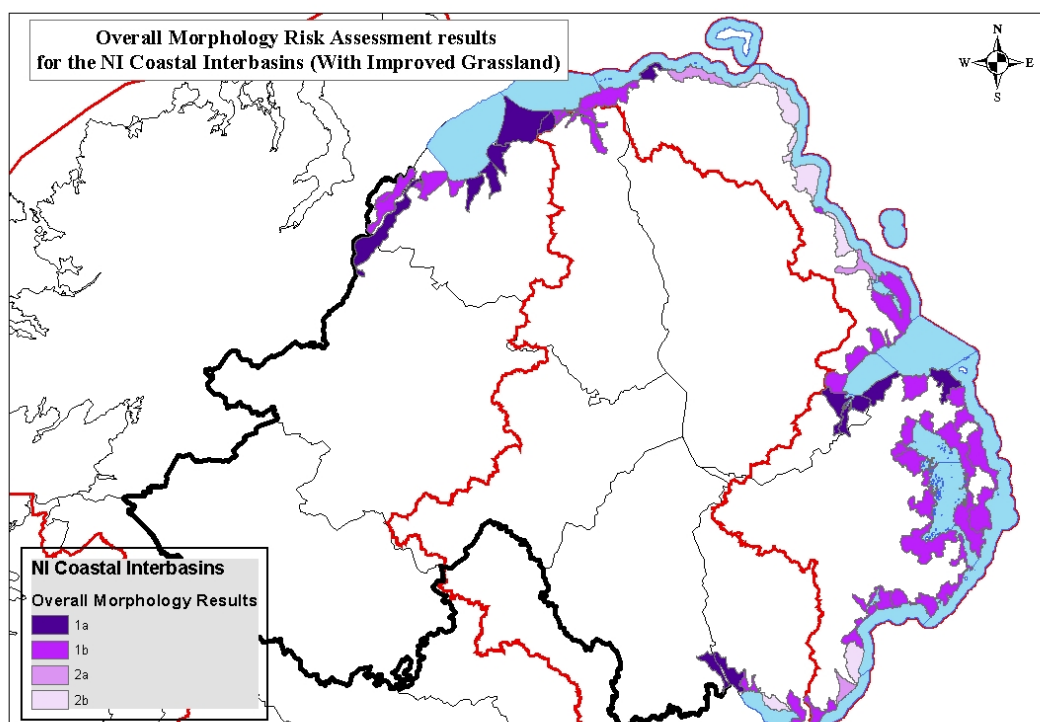 Overall Morphology Risk Assessment results
for the NI Coastal Interbasins (With Improved Grassland)
N
W E
S
NI Coastal Interbasins
Overall Morphology Results
1a
1b
2a
2b